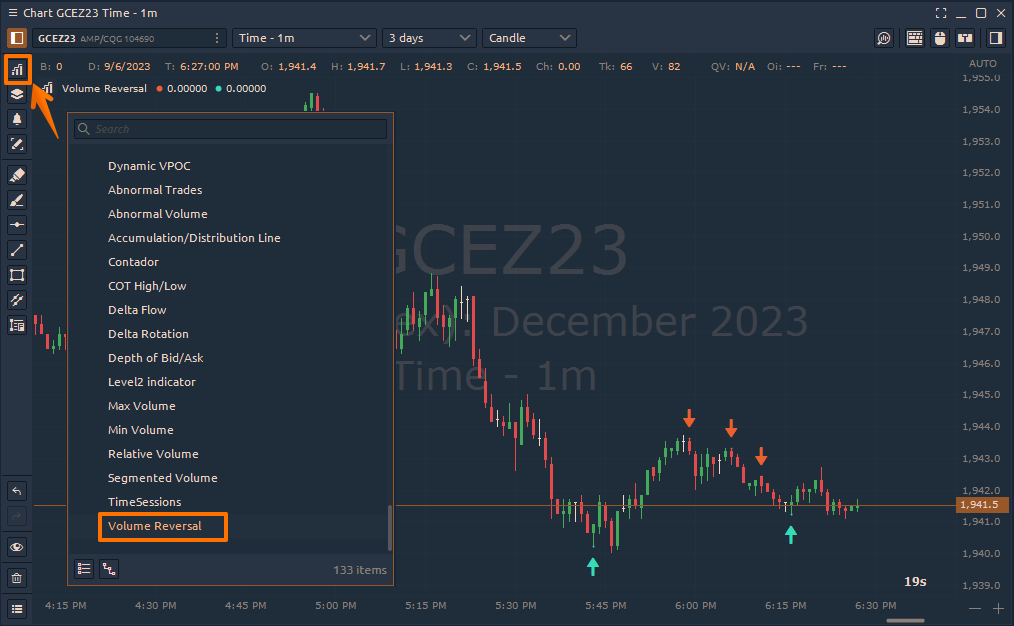 Chart GCEZ23 Time - 1m
GCEZ23 AMP/CQG 104690 Time - 1m 3 days Candle
B: 0 D: 9/6/2023 T: 6:27:00 PM O: 1,941.4 H: 1,941.7 L: 1,941.3 C: 1,941.5 Ch: 0.00 Tk: 66 V: 82 QV: N/A Oi: --- Fr: --- AUTO
Volume Reversal 0.00000 0.00000
Search
Dynamic VPOC
Abnormal Trades
Abnormal Volume
Accumulation/Distribution Line
Contador
COT High/Low
Delta Flow
Delta Rotation
Depth of Bid/Ask
Level2 indicator
Max Volume
Min Volume
Relative Volume
Segmented Volume
TimeSessions
Volume Reversal
133 items
GCEZ23
December 2023
Time - 1m
1,955.0
1,954.0
1,953.0
1,952.0
1,951.0
1,950.0
1,949.0
1,948.0
1,947.0
1,946.0
1,945.0
1,944.0
1,943.0
1,942.0
1,941.5
1,941.0
1,940.0
1,939.0
19s
4:15 PM 4:30 PM 4:45 PM 5:00 PM 5:15 PM 5:30 PM 5:45 PM 6:00 PM 6:15 PM 6:30 PM